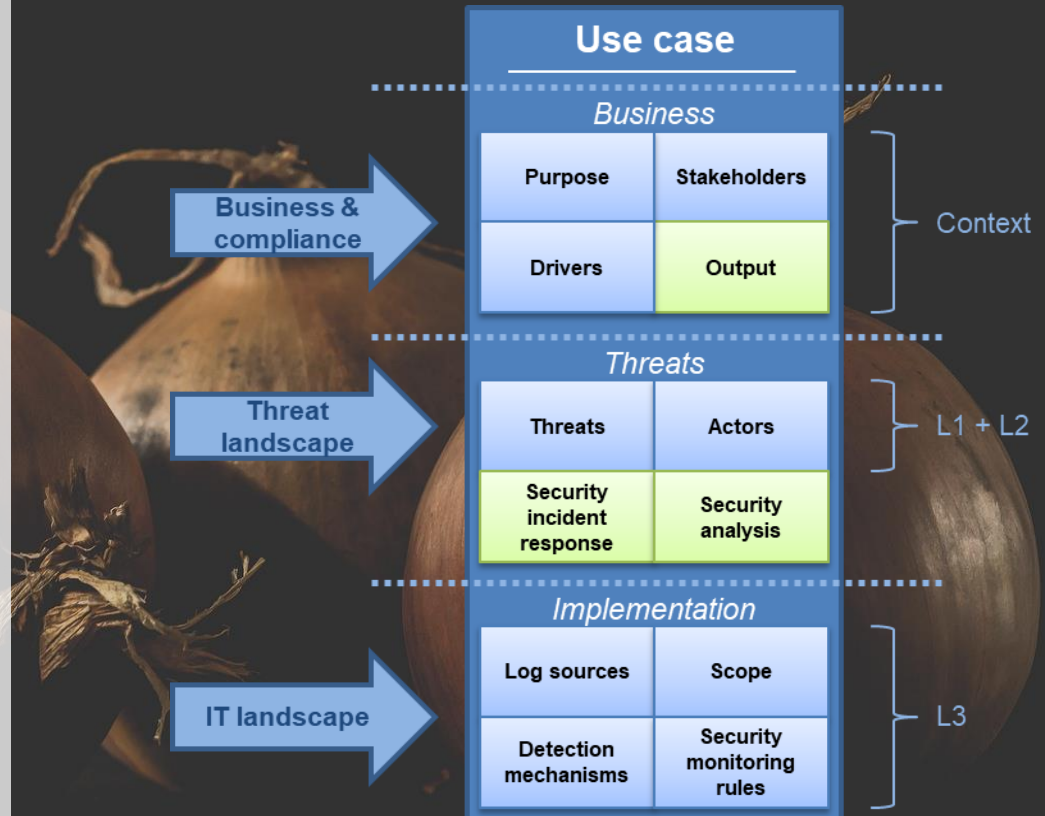 Use case
Business
Business &
compliance
Purpose
Stakeholders
Drivers
Output
Context
Threats
Threat
landscape
Threats
Actors
L1 + L2
Security
incident
response
Security
analysis
Implementation
IT landscape
Log sources
Scope
Detection
mechanisms
Security
monitoring
rules
L3